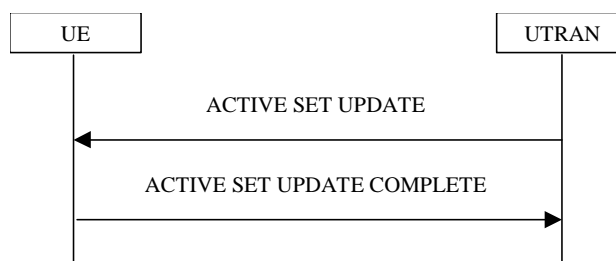 UE
UTRAN
ACTIVE SET UPDATE
ACTIVE SET UPDATE COMPLETE